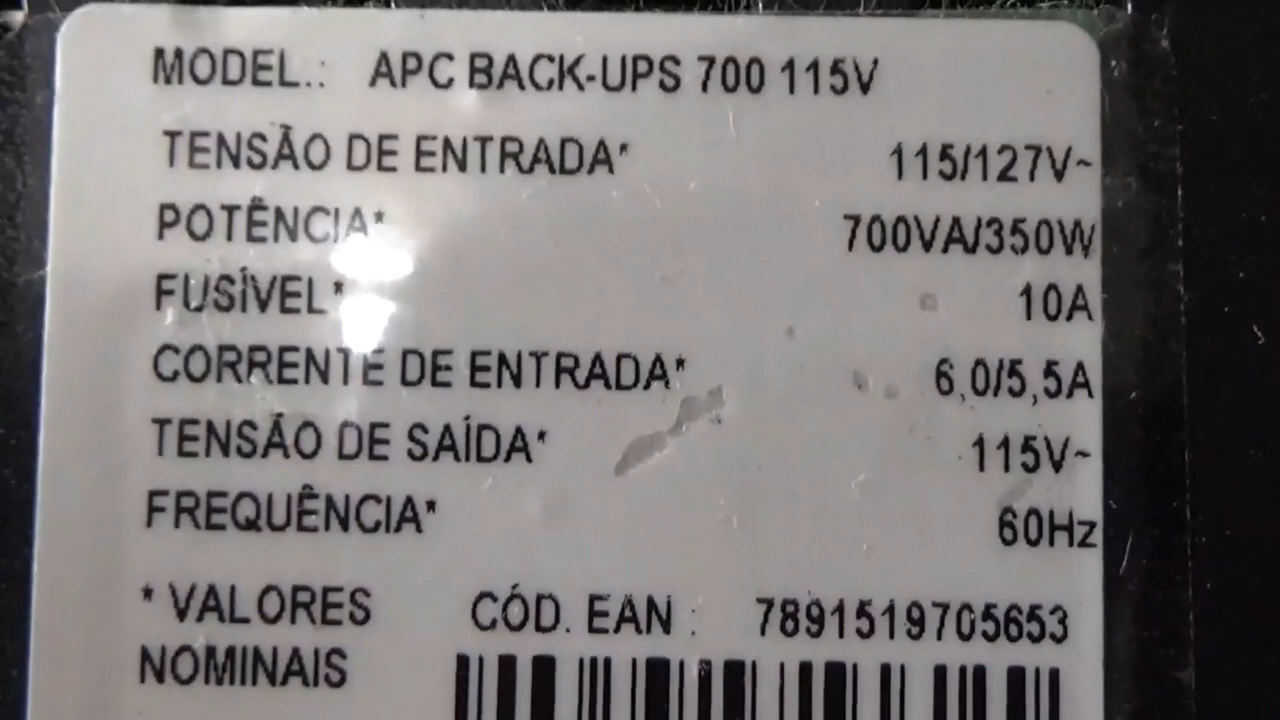 MODEL.: APC BACK-UPS 700 115V
TENSÃO DE ENTRADA* 115/127V~
POTÊNCIA* 700VA/350W
FUSÍVEL* 10A
CORRENTE DE ENTRADA* 6,0/5,5A
TENSÃO DE SAÍDA* 115V~
FREQUÊNCIA* 60Hz
* VALORES CÓD. EAN : 7891519705653
NOMINAIS